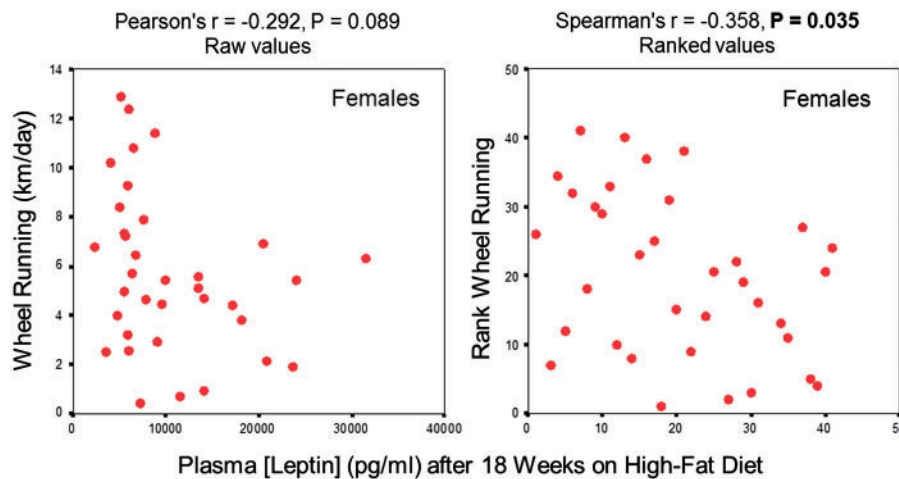 Pearson's r = -0.292, P = 0.089
Raw values
Females
Wheel Running (km/day)
14
12
10
8
6
4
2
0
0
10000
20000
30000
40000
Spearman's r = -0.358, P = 0.035
Ranked values
Females
Rank Wheel Running
50
40
30
20
10
0
0
10
20
30
40
50
Plasma [Leptin] (pg/ml) after 18 Weeks on High-Fat Diet